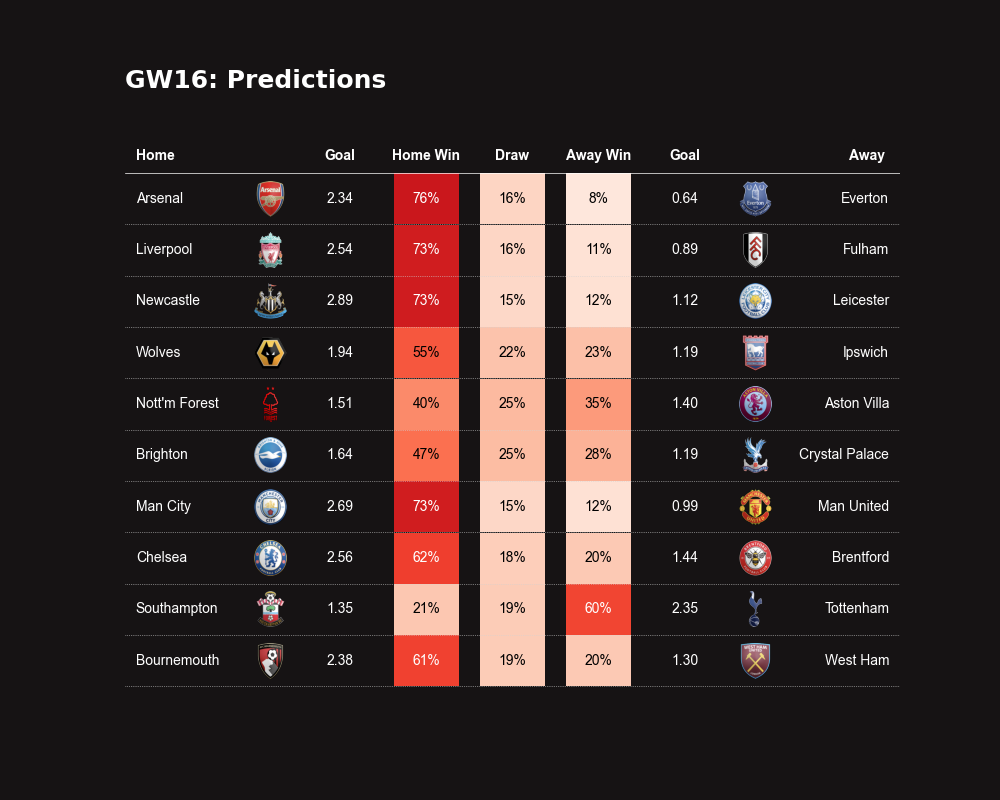 GW16: Predictions
Home Goal Home Win Draw Away Win Goal Away
Arsenal 2.34 76% 16% 8% 0.64 Everton
Liverpool 2.54 73% 16% 11% 0.89 Fulham
Newcastle 2.89 73% 15% 12% 1.12 Leicester
Wolves 1.94 55% 22% 23% 1.19 Ipswich
Nott'm Forest 1.51 40% 25% 35% 1.40 Aston Villa
Brighton 1.64 47% 25% 28% 1.19 Crystal Palace
Man City 2.69 73% 15% 12% 0.99 Man United
Chelsea 2.56 62% 18% 20% 1.44 Brentford
Southampton 1.35 21% 19% 60% 2.35 Tottenham
Bournemouth 2.38 61% 19% 20% 1.30 West Ham